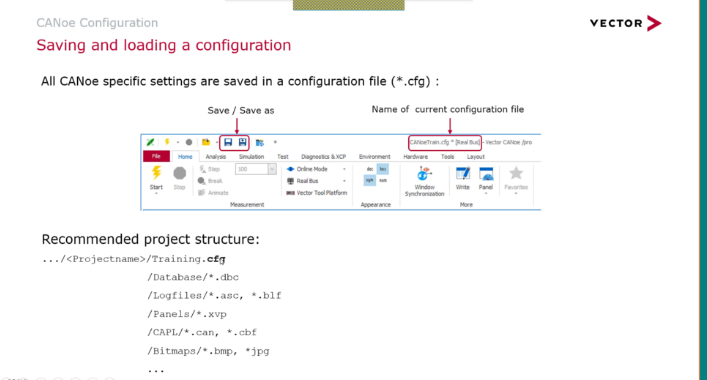 CANoe Configuration
VECTOR
Saving and loading a configuration
All CANoe specific settings are saved in a configuration file (*.cfg) :
Save / Save as
Name of current configuration file
CANoeTrain.cfg * [Real Bus] - Vector CANoe /pro
File Home Analysis Simulation Test Diagnostics & XCP Environment Hardware Tools Layout
Start Stop
Step 100
Break
Animate
Online Mode
Real Bus
Vector Tool Platform
dec hex
sym num
Window Synchronization
Write Panel Favorites
Measurement Appearance More
Recommended project structure:
.../<Projectname>/Training.cfg
/Database/*.dbc
/Logfiles/*.asc, *.blf
/Panels/*.xvp
/CAPL/*.can, *.cbf
/Bitmaps/*.bmp, *jpg
...